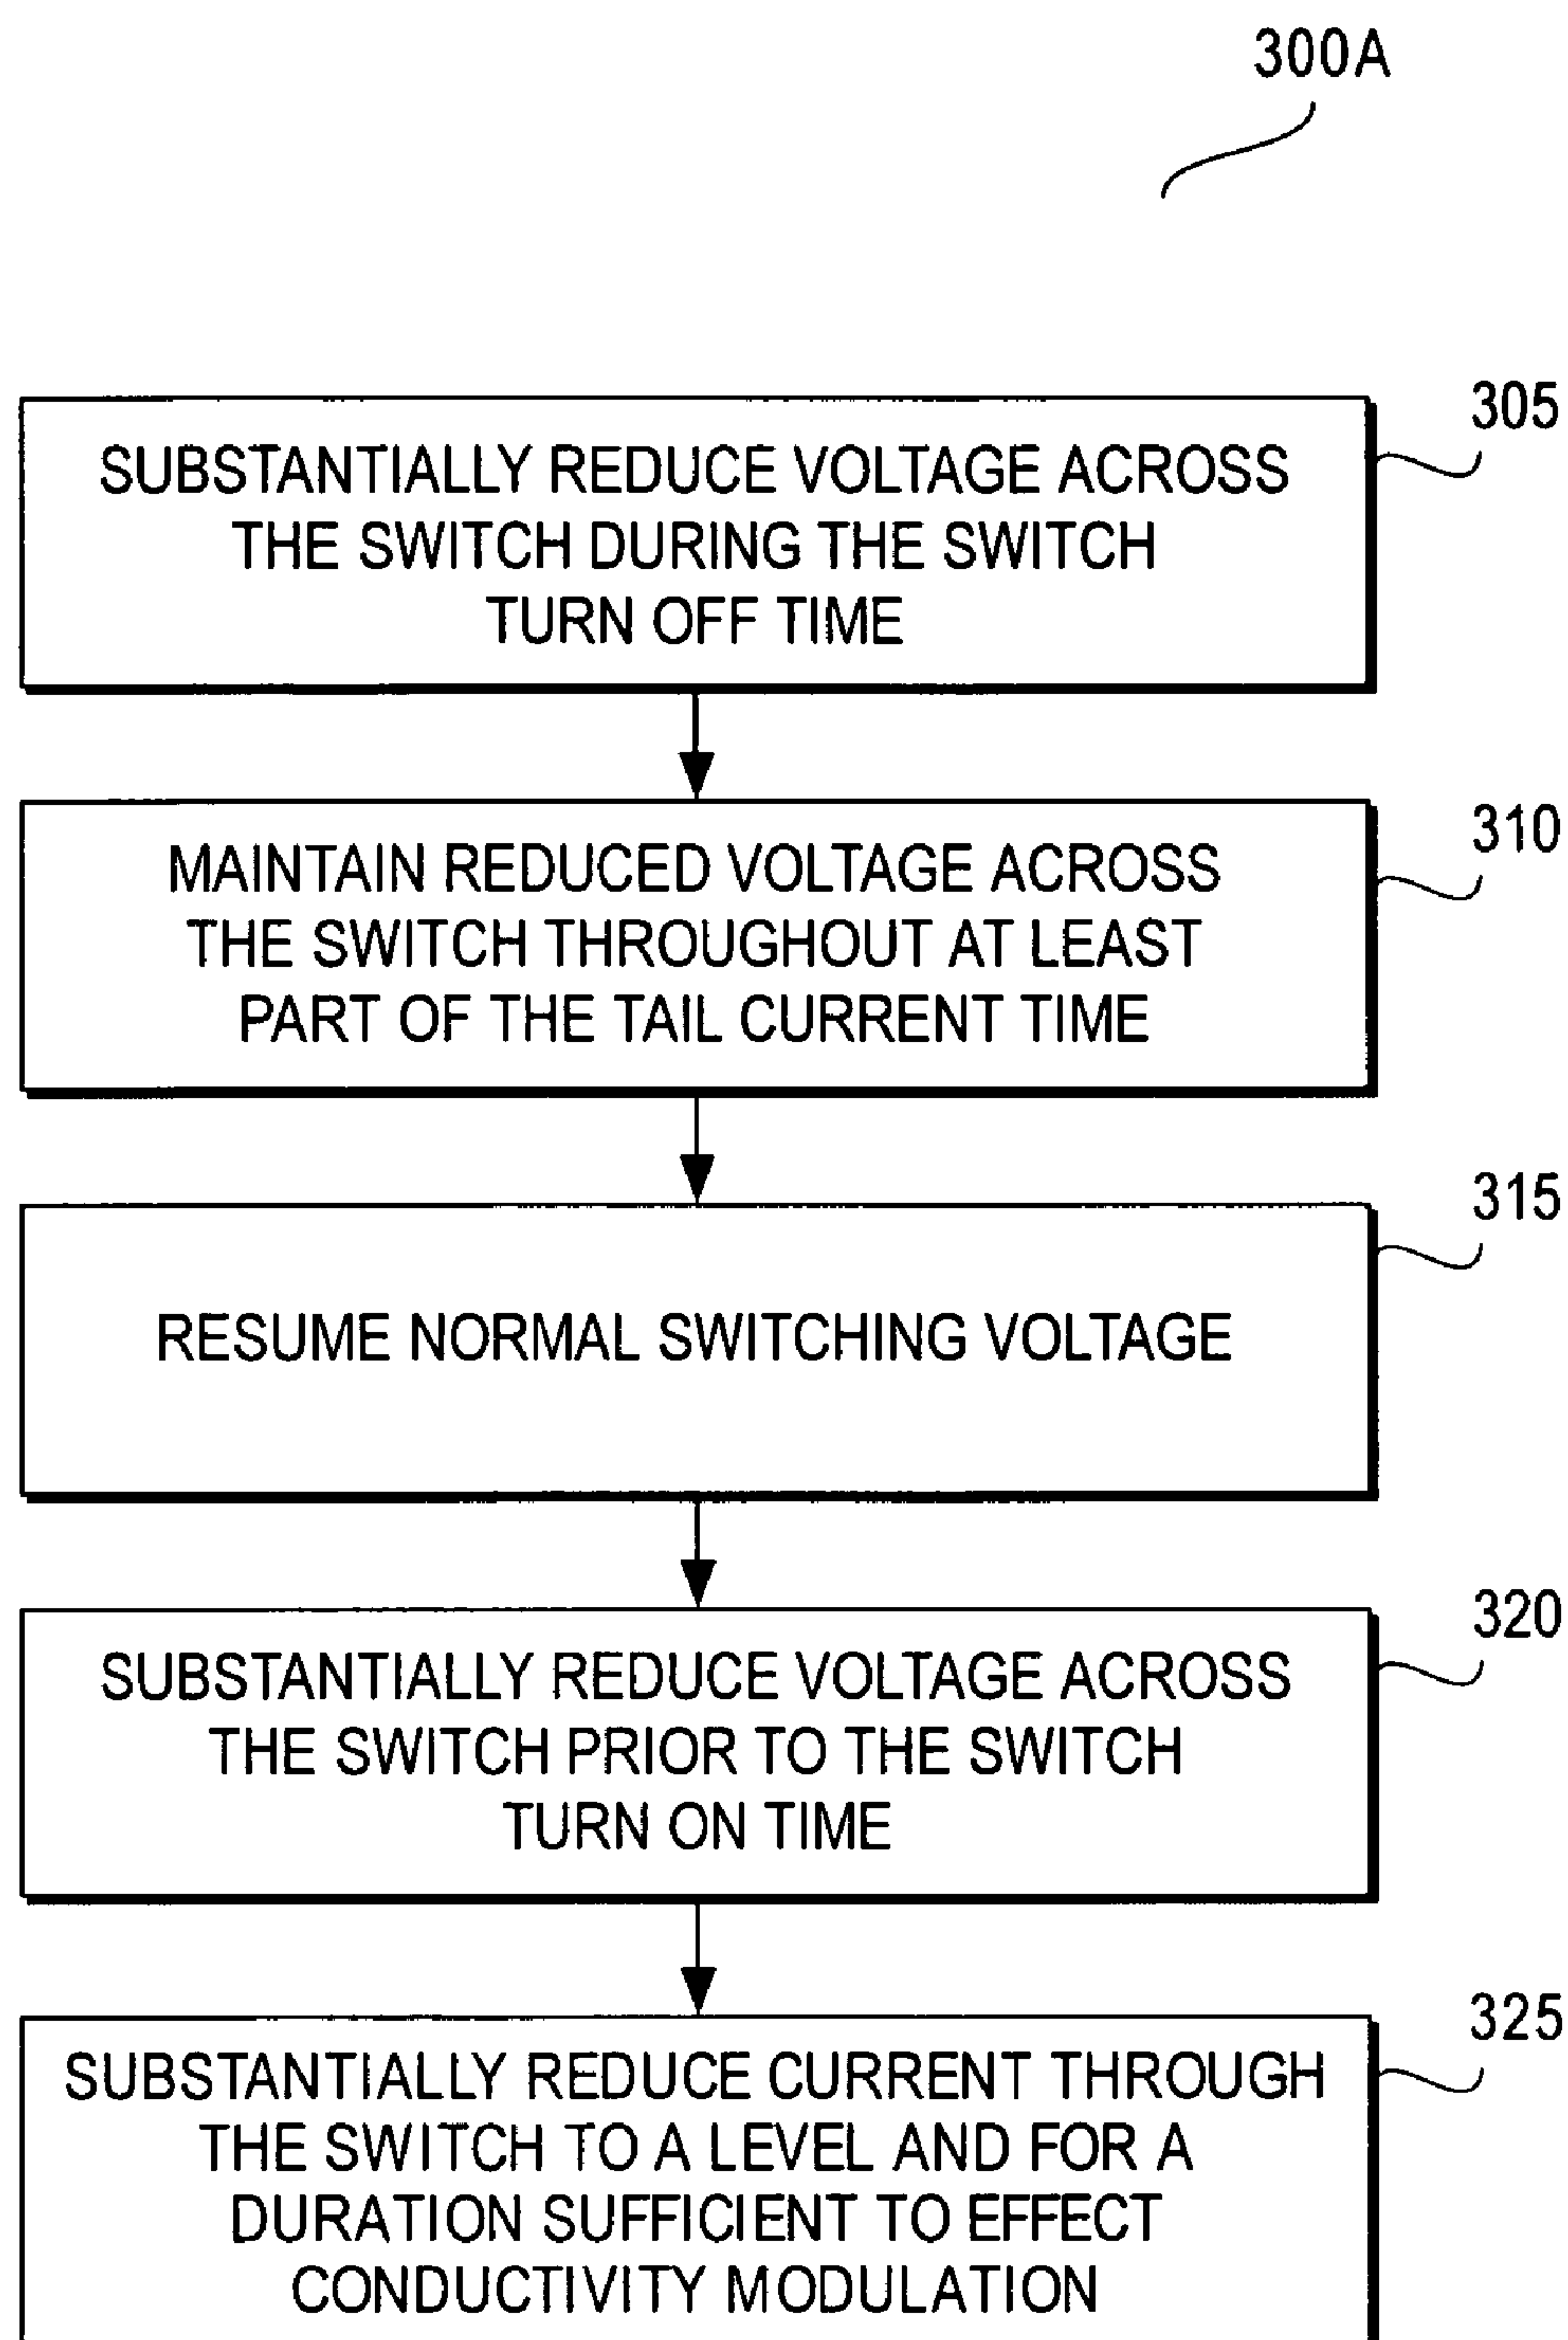 300A
305
SUBSTANTIALLY REDUCE VOLTAGE ACROSS
THE SWITCH DURING THE SWITCH
TURN OFF TIME
310
MAINTAIN REDUCED VOLTAGE ACROSS
THE SWITCH THROUGHOUT AT LEAST
PART OF THE TAIL CURRENT TIME
315
RESUME NORMAL SWITCHING VOLTAGE
320
SUBSTANTIALLY REDUCE VOLTAGE ACROSS
THE SWITCH PRIOR TO THE SWITCH
TURN ON TIME
325
SUBSTANTIALLY REDUCE CURRENT THROUGH
THE SWITCH TO A LEVEL AND FOR A
DURATION SUFFICIENT TO EFFECT
CONDUCTIVITY MODULATION